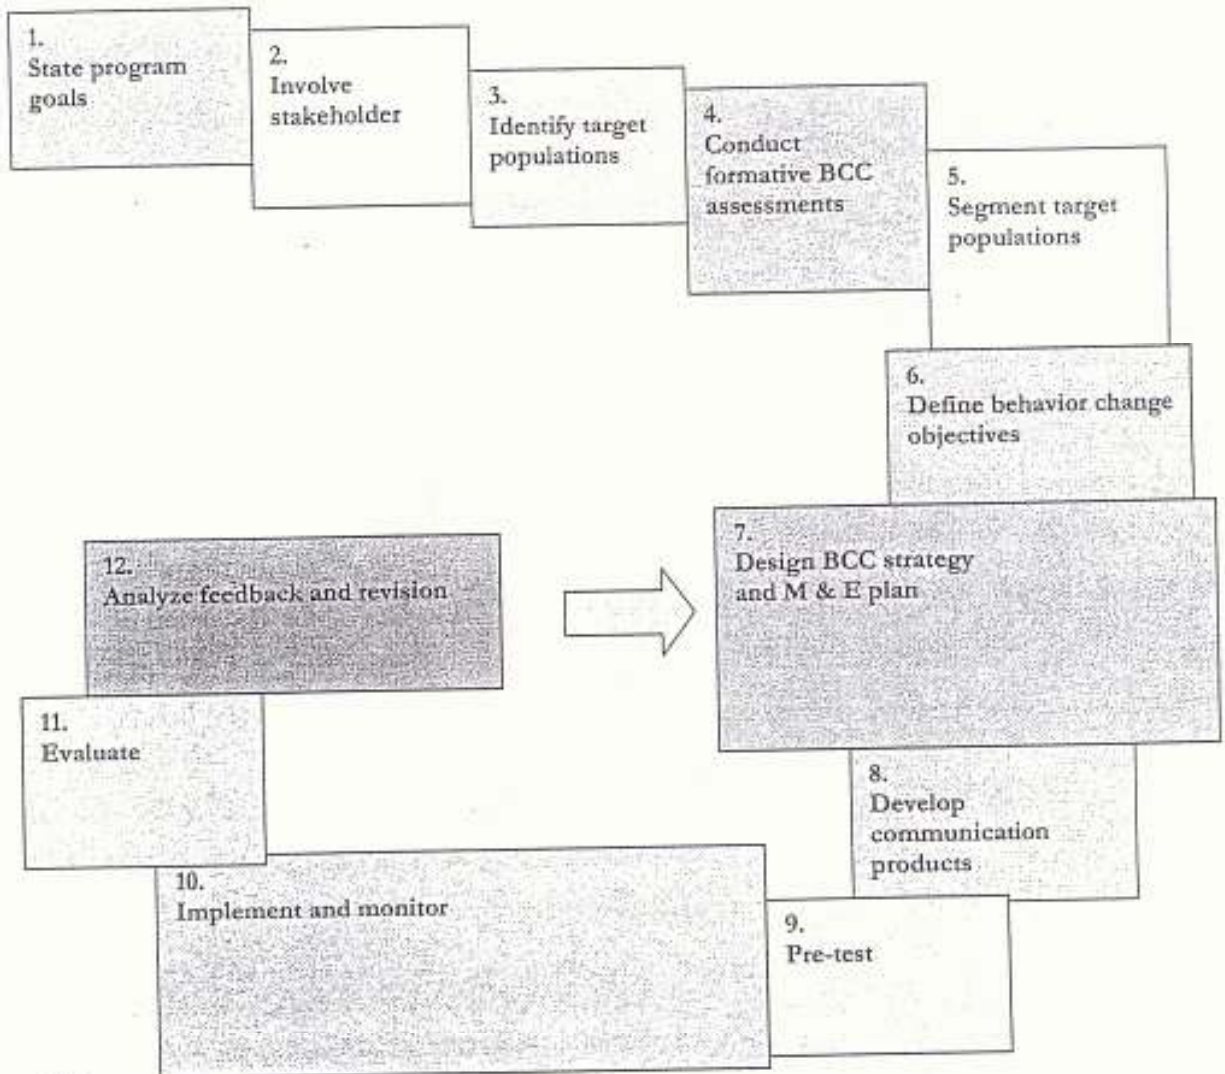 1.
State program
goals
2.
Involve
stakeholder
3.
Identify target
populations
4.
Conduct
formative BCC
assessments
5.
Segment target
populations
6.
Define behavior change
objectives
7.
Design BCC strategy
and M & E plan
8.
Develop
communication
products
9.
Pre-test
10.
Implement and monitor
11.
Evaluate
12.
Analyze feedback and revision